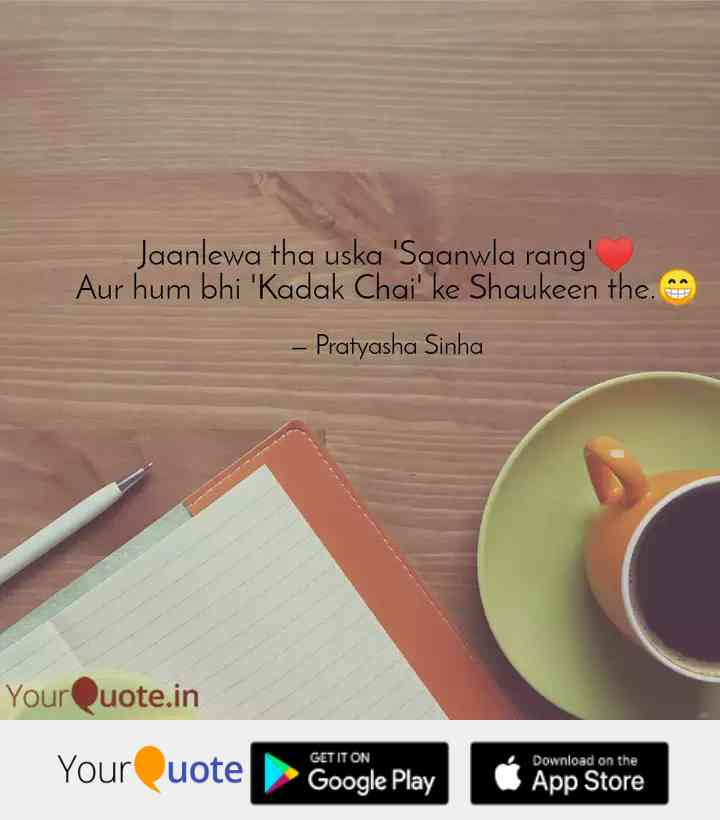 Jaanlewa tha uska 'Saanwla rang'❤️
Aur hum bhi 'Kadak Chai' ke Shaukeen the.😁
– Pratyasha Sinha
YourQuote.in
YourQuote
GET IT ON
Google Play
Download on the
App Store